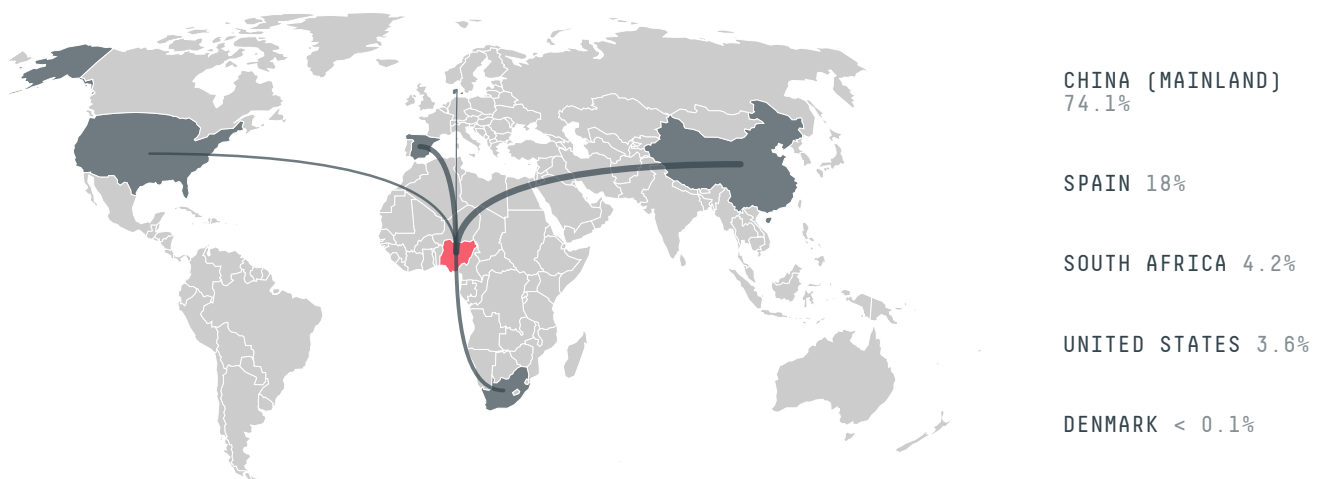 CHINA (MAINLAND)
74.1%
SPAIN 18%
SOUTH AFRICA 4.2%
UNITED STATES 3.6%
DENMARK < 0.1%